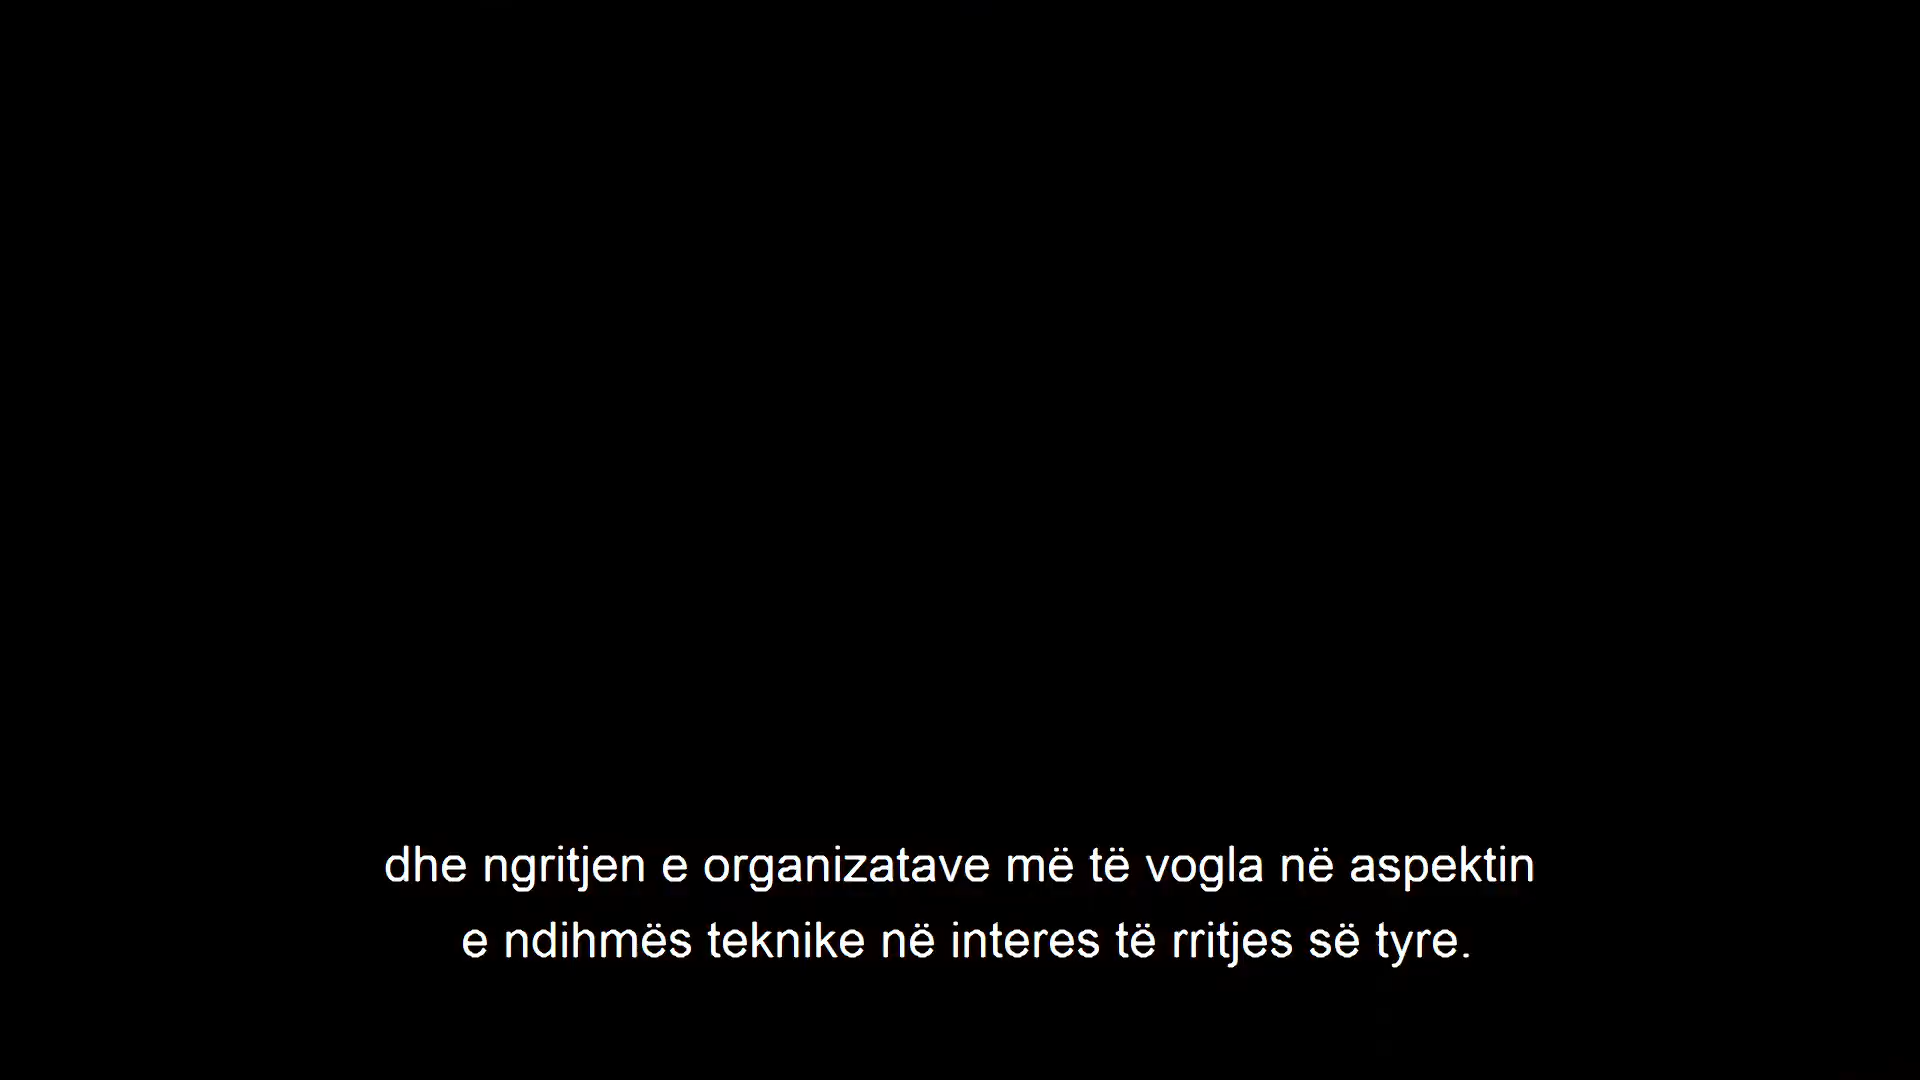 dhe ngritjen e organizatave më të vogla në aspektin
e ndihmës teknike në interes të rritjes së tyre.